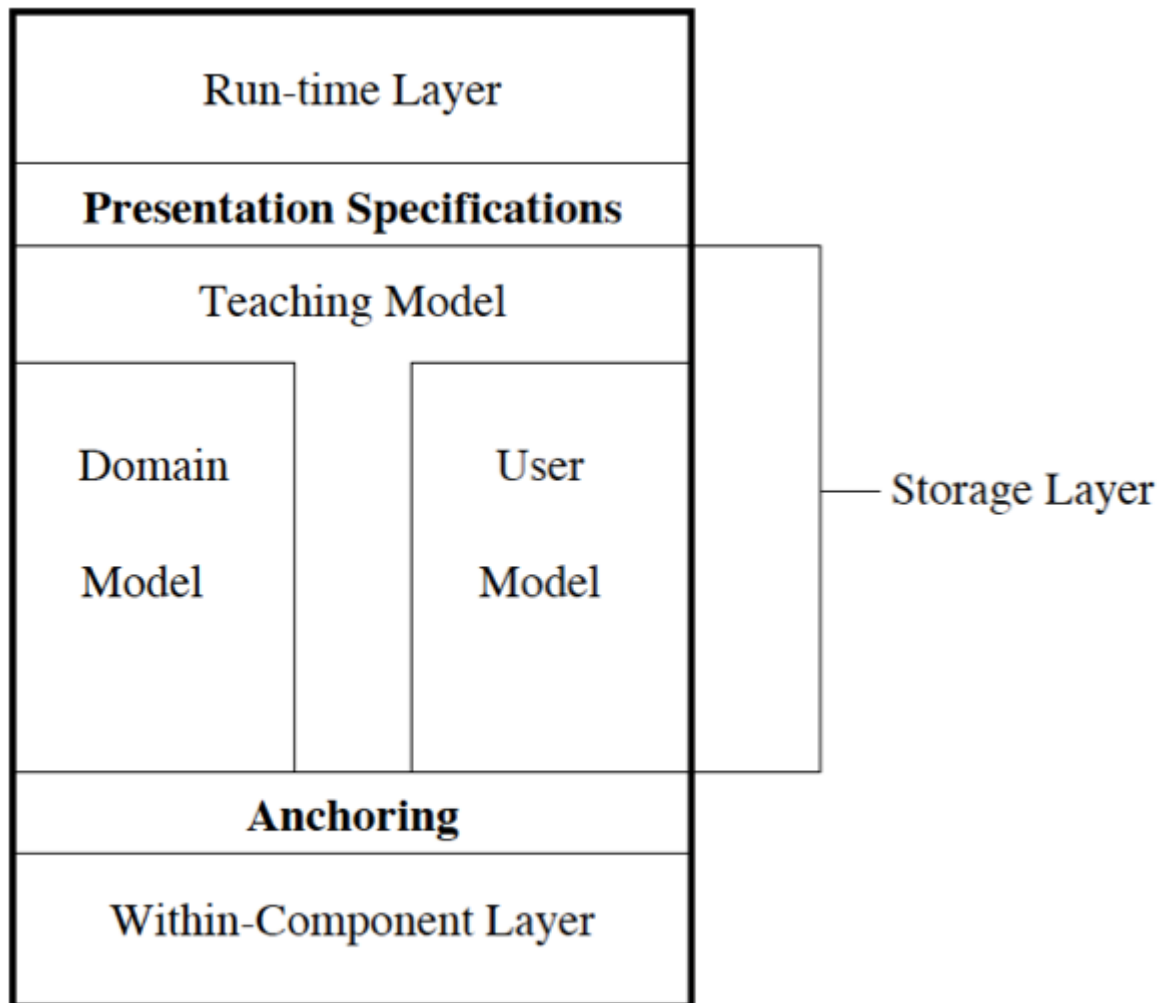 Run-time Layer
Presentation Specifications
Teaching Model
Domain
Model
User
Model
Storage Layer
Anchoring
Within-Component Layer